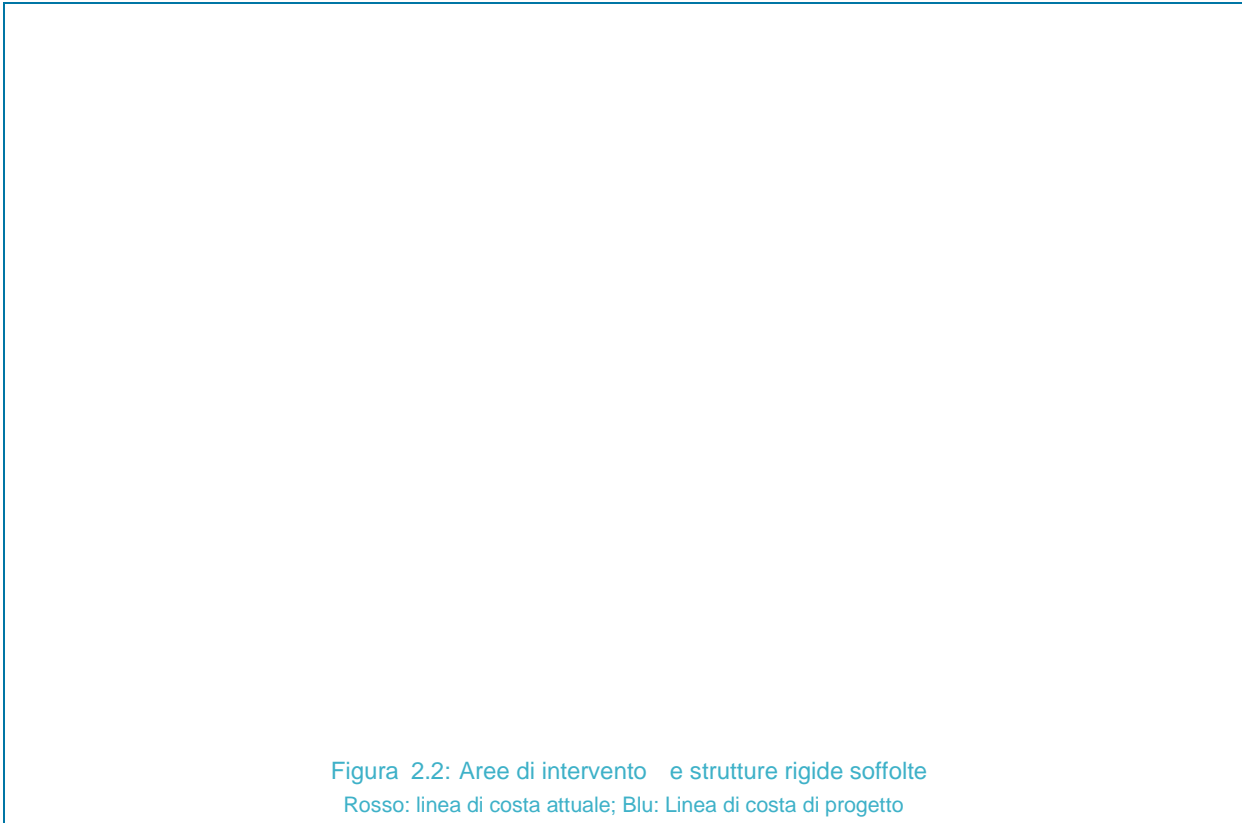 Figura 2.2: Aree di intervento e strutture rigide soffolte
Rosso: linea di costa attuale; Blu: Linea di costa di progetto